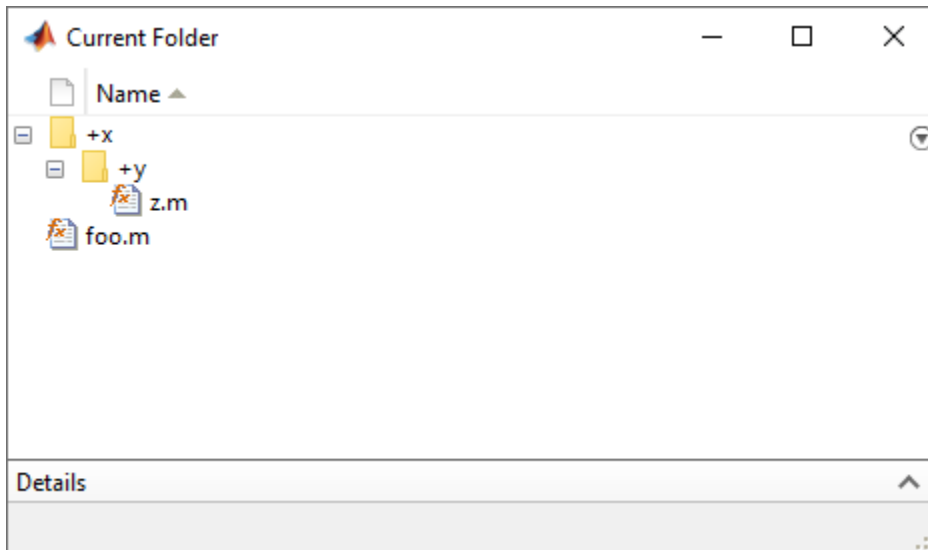 Current Folder
Name
+x
+y
z.m
foo.m
Details